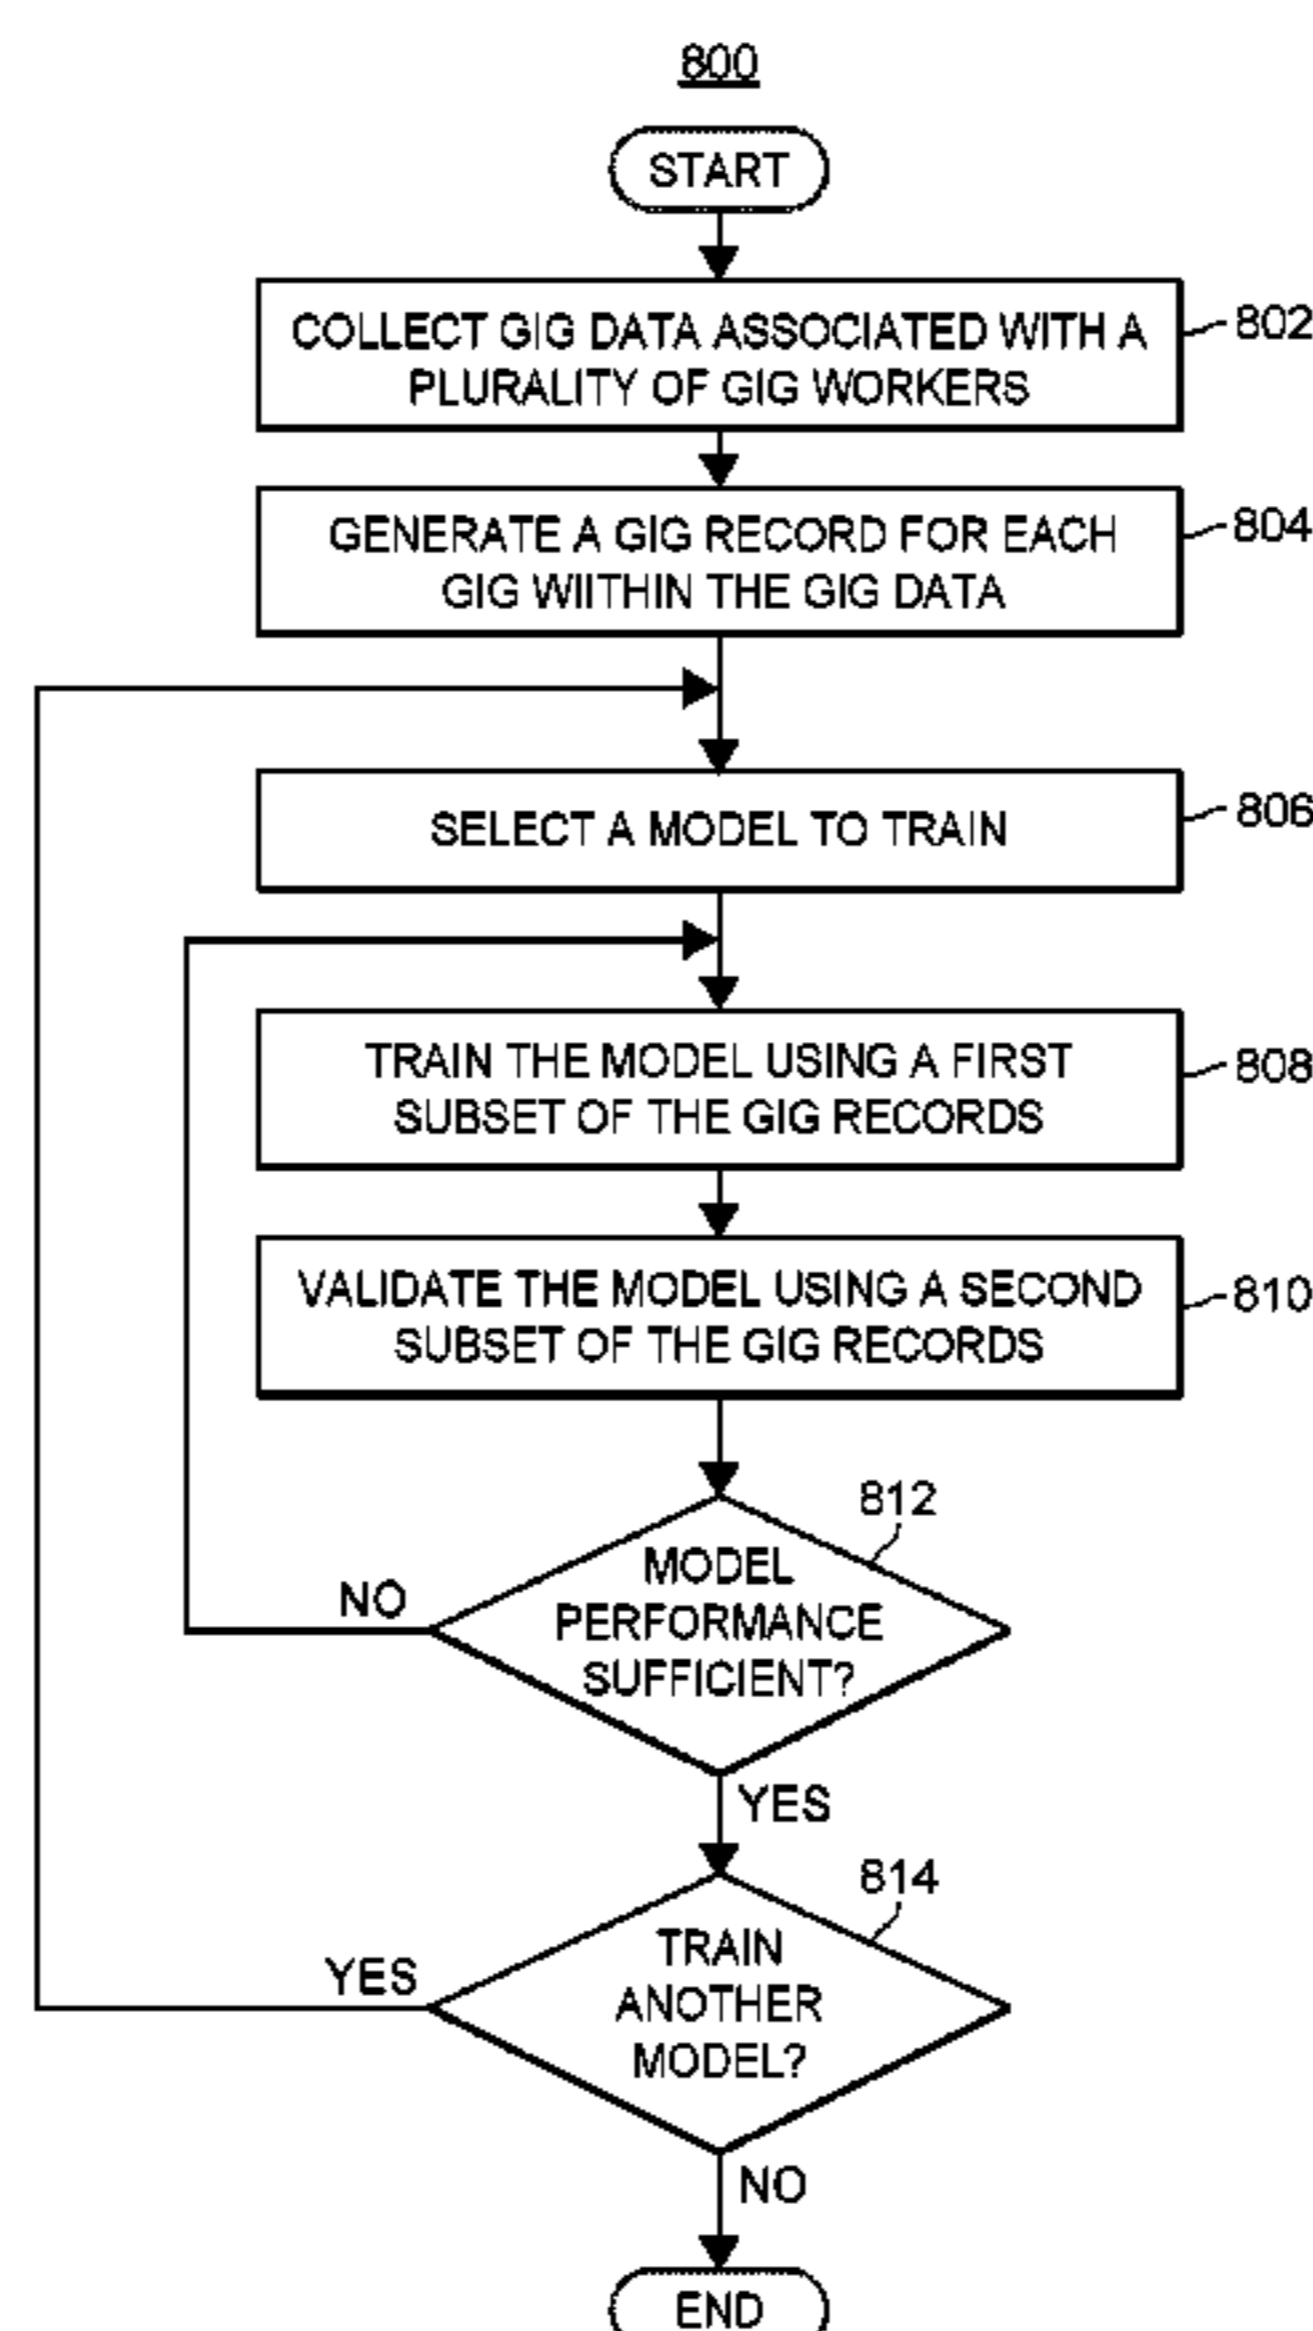 800
START
COLLECT GIG DATA ASSOCIATED WITH A
PLURALITY OF GIG WORKERS
802
GENERATE A GIG RECORD FOR EACH
GIG WIITHIN THE GIG DATA
804
SELECT A MODEL TO TRAIN
806
TRAIN THE MODEL USING A FIRST
SUBSET OF THE GIG RECORDS
808
VALIDATE THE MODEL USING A SECOND
SUBSET OF THE GIG RECORDS
810
812
MODEL
PERFORMANCE
SUFFICIENT?
NO
YES
814
TRAIN
ANOTHER
MODEL?
YES
NO
END